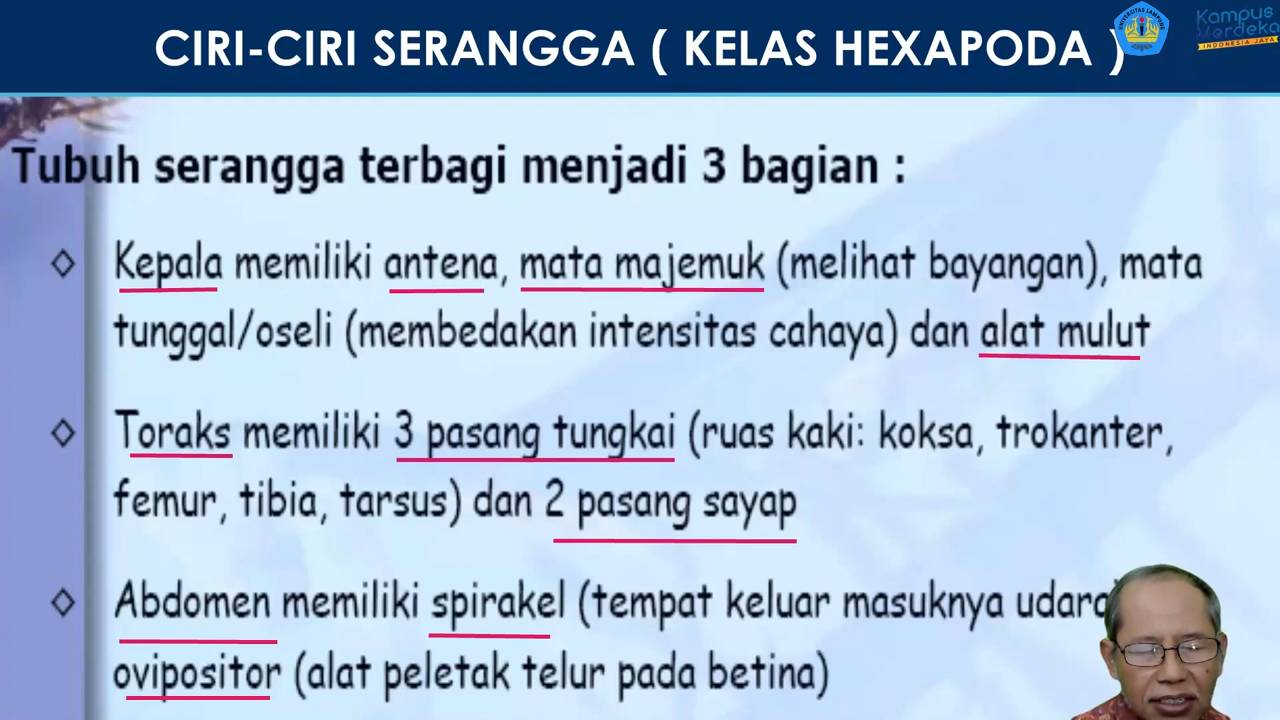 CIRI-CIRI SERANGGA ( KELAS HEXAPODA )
UNIVERSITAS LAMPUNG
Kampus
Merdeka
INDONESIA JAYA
Tubuh serangga terbagi menjadi 3 bagian :
◇ Kepala memiliki antena, mata majemuk (melihat bayangan), mata
tunggal/oseli (membedakan intensitas cahaya) dan alat mulut
◇ Toraks memiliki 3 pasang tungkai (ruas kaki: koksa, trokanter,
femur, tibia, tarsus) dan 2 pasang sayap
◇ Abdomen memiliki spirakel (tempat keluar masuknya udara
ovipositor (alat peletak telur pada betina)